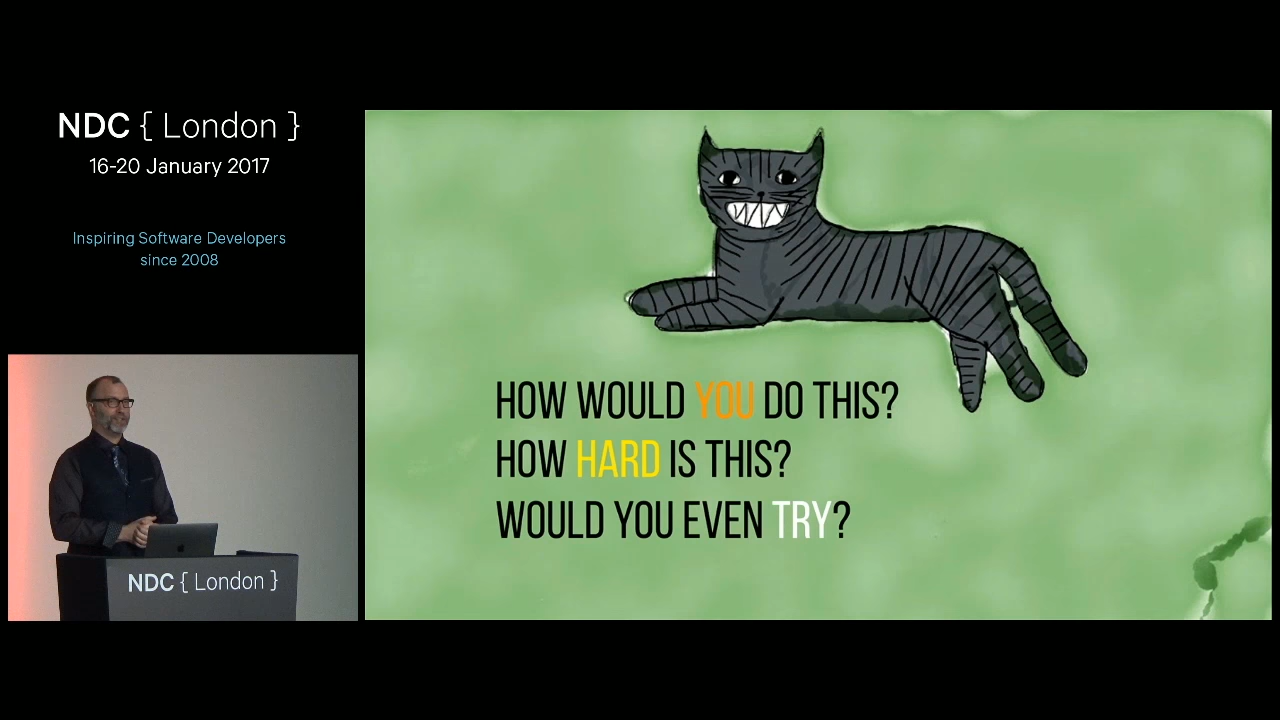 NDC { London }
16-20 January 2017
Inspiring Software Developers
since 2008
NDC { London }
HOW WOULD YOU DO THIS?
HOW HARD IS THIS?
WOULD YOU EVEN TRY?